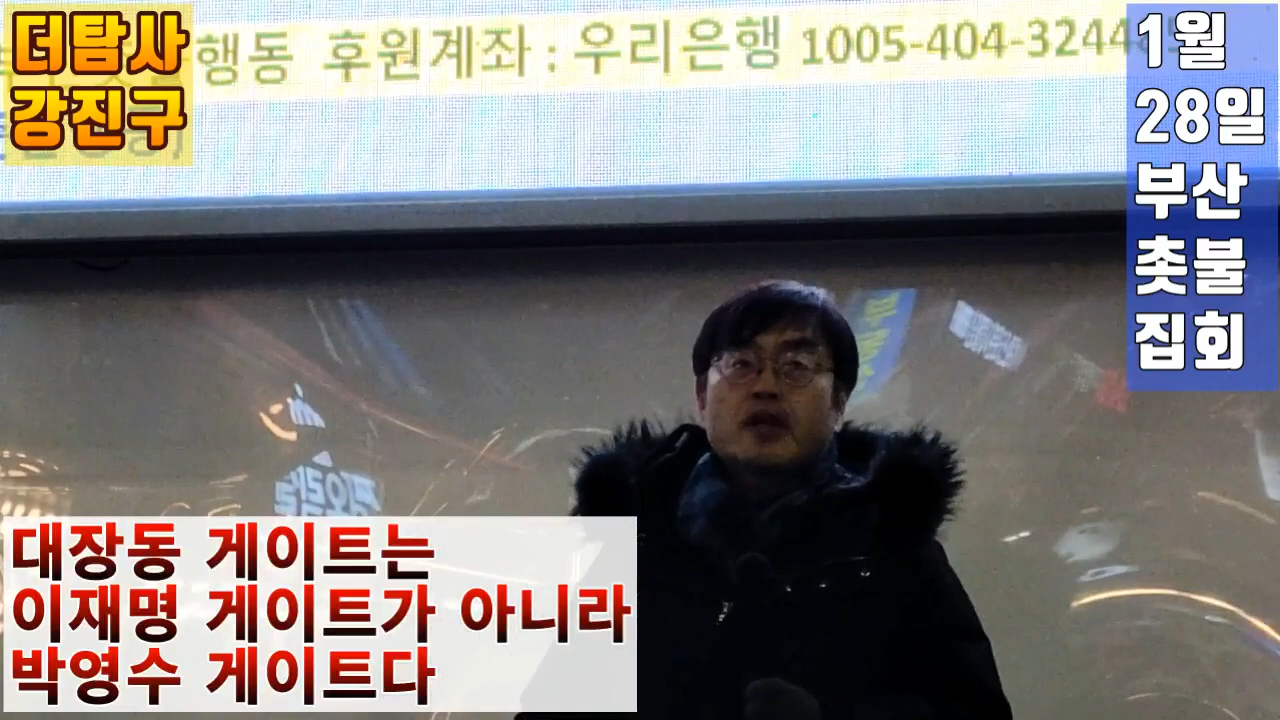 더탐사
강진구
행동 후원계좌 : 우리은행 1005-404-3244
1월
28일
부산
촛불
집회
대장동 게이트는
이재명 게이트가 아니라
박영수 게이트다